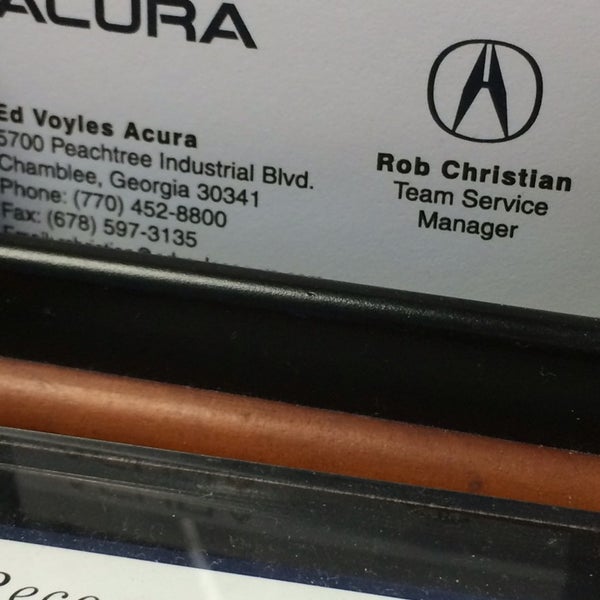 ACURA
Ed Voyles Acura
5700 Peachtree Industrial Blvd.
Chamblee, Georgia 30341
Phone: (770) 452-8800
Fax: (678) 597-3135
Rob Christian
Team Service
Manager